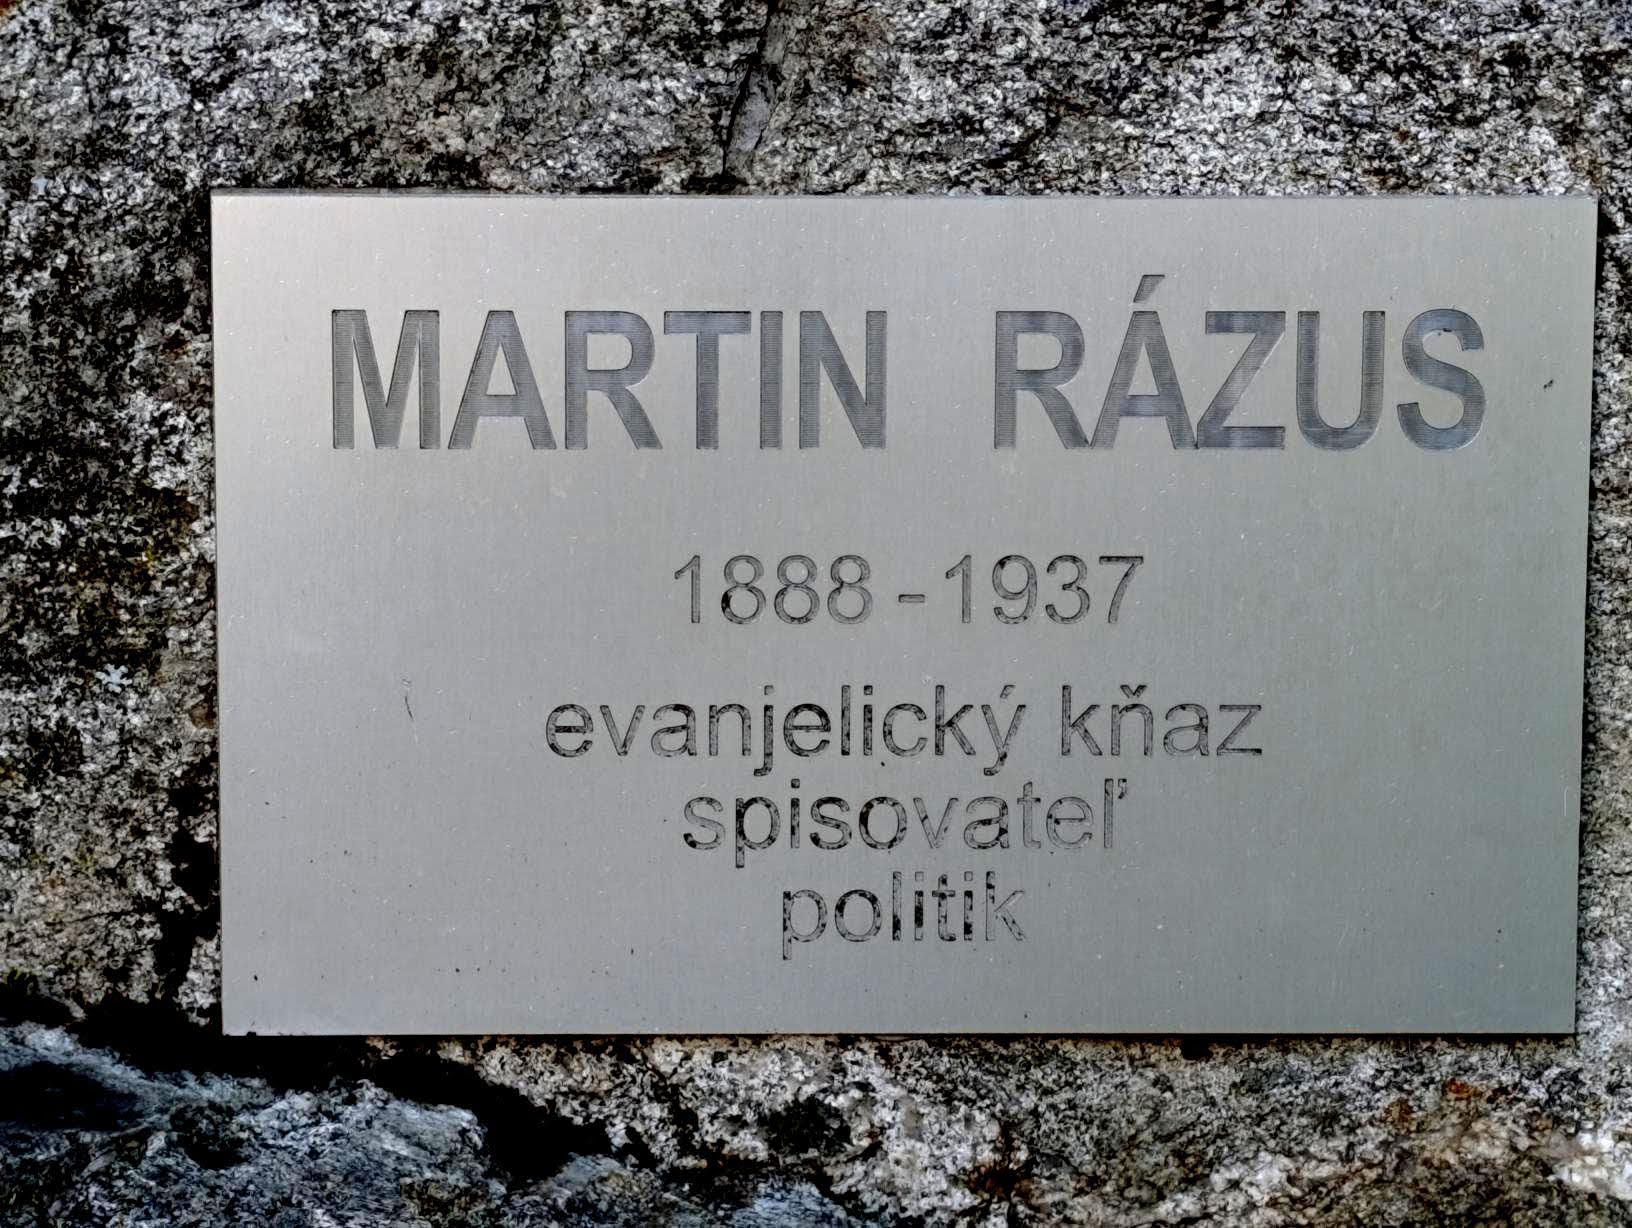 MARTIN RÁZUS
1888 - 1937
evanjelický kňaz
spisovateľ
politik